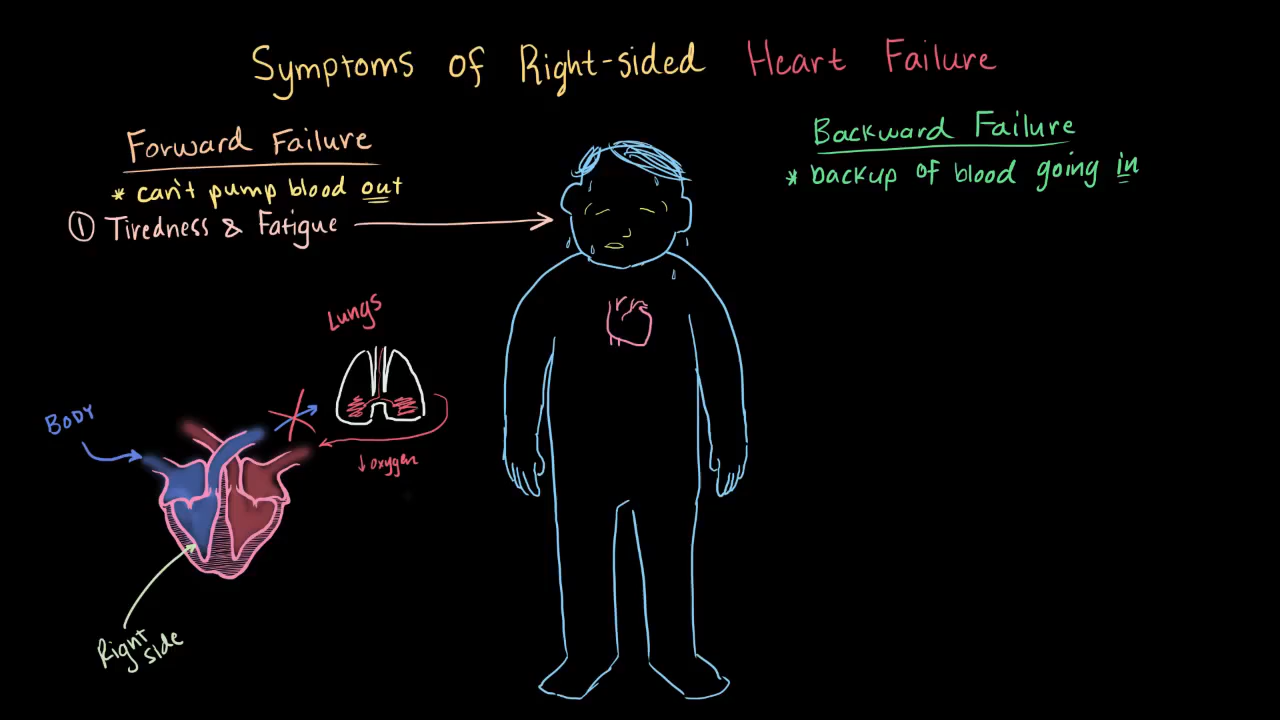 Symptoms of Right-sided Heart Failure
Forward Failure
* can't pump blood out
① Tiredness & Fatigue
Backward Failure
* backup of blood going in
Lungs
BODY
↓ oxygen
Right
side